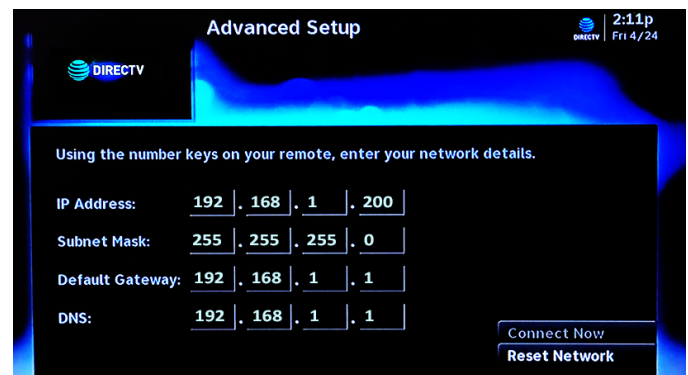 Advanced Setup
DIRECTV
2:11p
Fri 4/24
DIRECTV
Using the number keys on your remote, enter your network details.
IP Address: 192 . 168 . 1 . 200
Subnet Mask: 255 . 255 . 255 . 0
Default Gateway: 192 . 168 . 1 . 1
DNS: 192 . 168 . 1 . 1
Connect Now
Reset Network